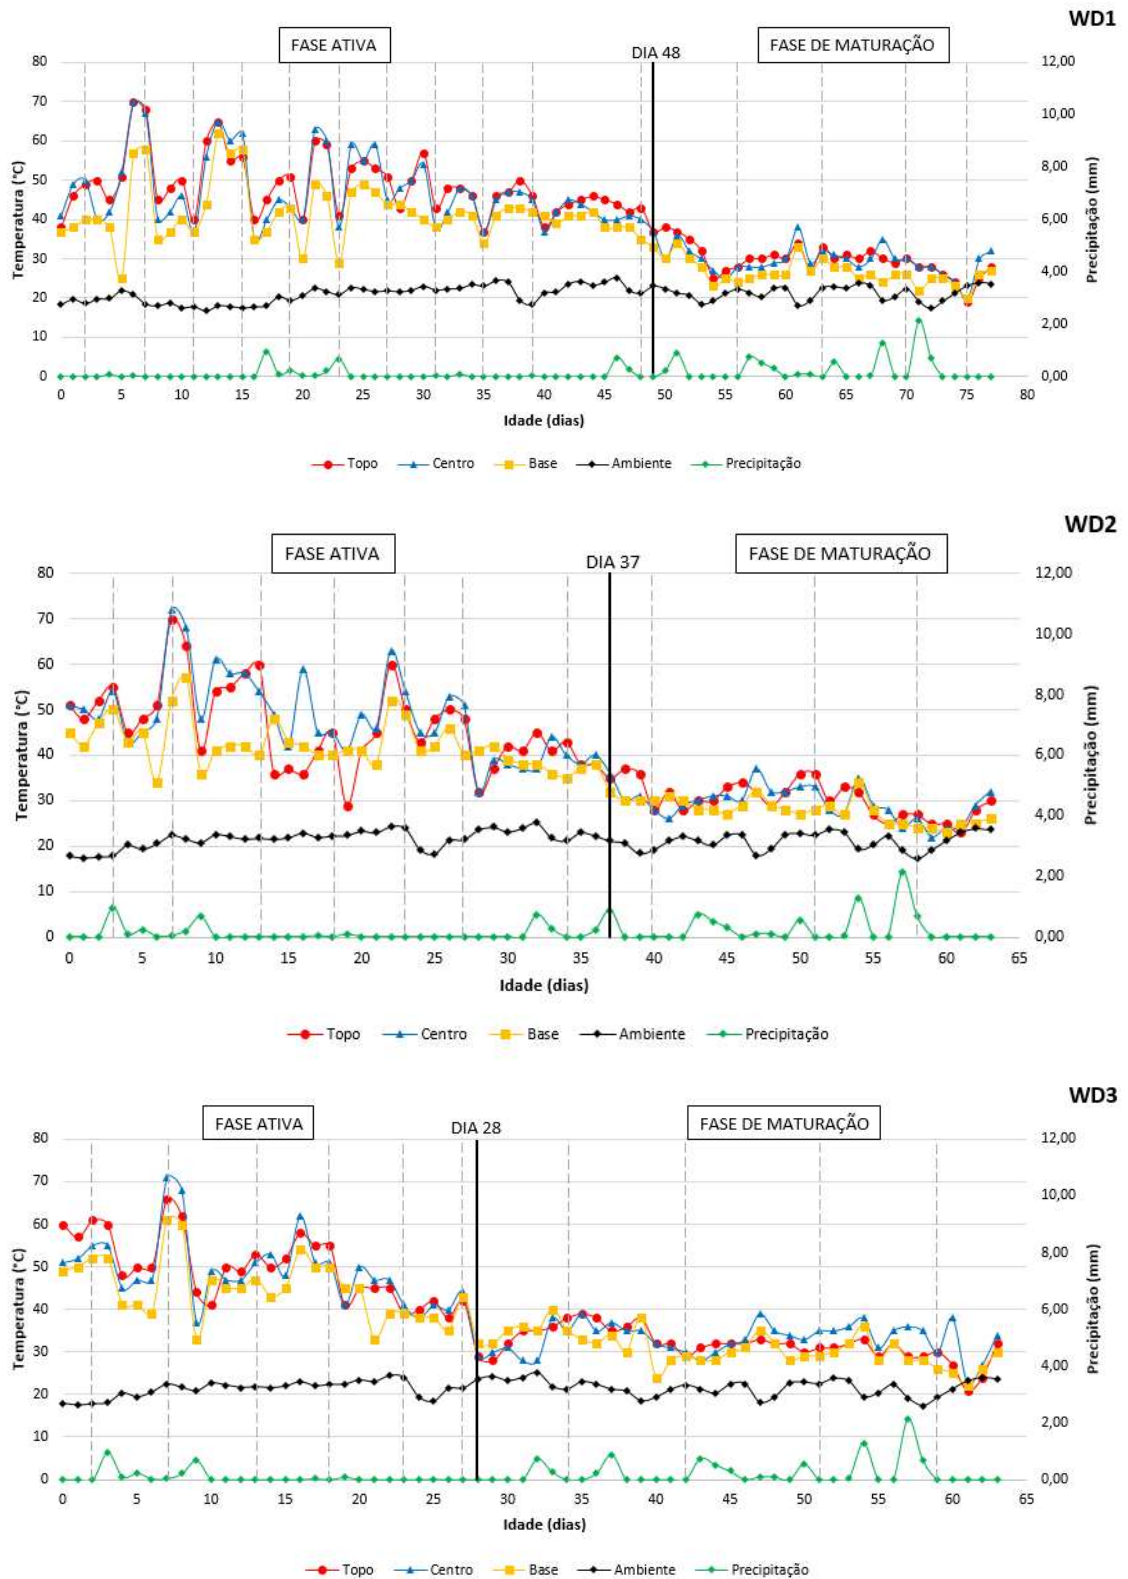 WD1
FASE ATIVA
DIA 48
FASE DE MATURAÇÃO
80
70
60
50
40
30
20
10
0
Temperatura (°C)
12,00
10,00
8,00
6,00
4,00
2,00
0,00
Precipitação (mm)
0 5 10 15 20 25 30 35 40 45 50 55 60 65 70 75 80
Idade (dias)
Topo Centro Base Ambiente Precipitação
WD2
FASE ATIVA
DIA 37
FASE DE MATURAÇÃO
80
70
60
50
40
30
20
10
0
Temperatura (°C)
12,00
10,00
8,00
6,00
4,00
2,00
0,00
Precipitação (mm)
0 5 10 15 20 25 30 35 40 45 50 55 60 65
Idade (dias)
Topo Centro Base Ambiente Precipitação
WD3
FASE ATIVA
DIA 28
FASE DE MATURAÇÃO
80
70
60
50
40
30
20
10
0
Temperatura (°C)
12,00
10,00
8,00
6,00
4,00
2,00
0,00
Precipitação (mm)
0 5 10 15 20 25 30 35 40 45 50 55 60 65
Idade (dias)
Topo Centro Base Ambiente Precipitação